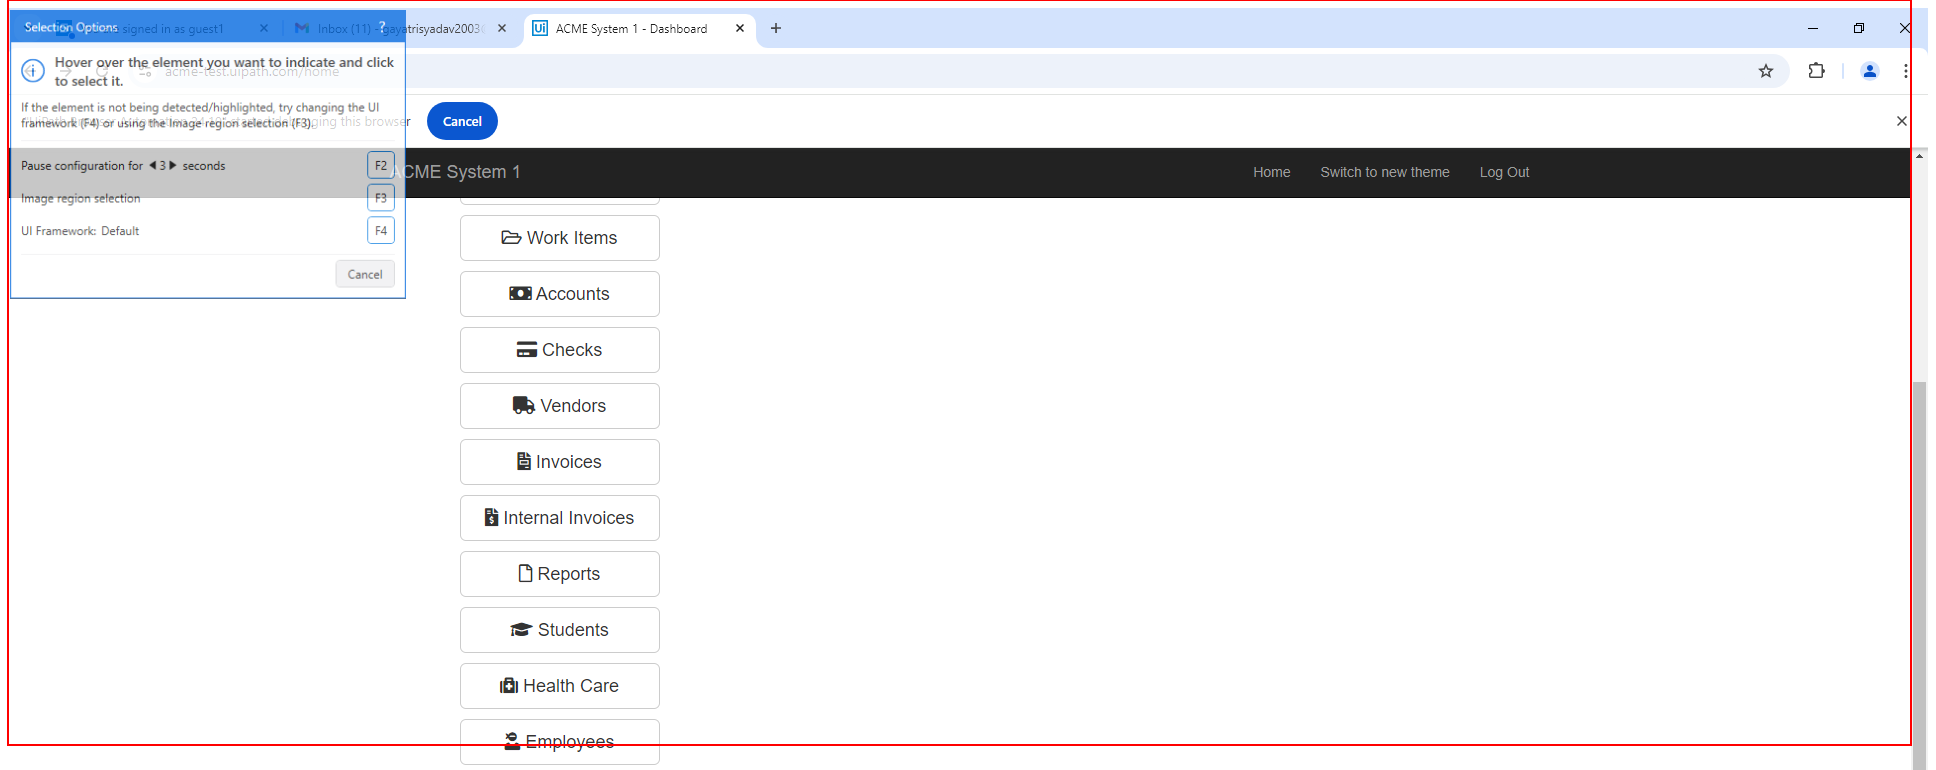 Selection Options
?
signed in as guest1
Inbox (11) - gayatrisyadav2003
Ui ACME System 1 - Dashboard
Hover over the element you want to indicate and click
to select it.
acme-test.uipath.com/home
If the element is not being detected/highlighted, try changing the UI
framework (F4) or using the Image region selection (F3).
debugging this browser
Cancel
Pause configuration for 3 seconds
F2
ACME System 1
Home
Switch to new theme
Log Out
Image region selection
F3
UI Framework: Default
F4
Cancel
Work Items
Accounts
Checks
Vendors
Invoices
Internal Invoices
Reports
Students
Health Care
Employees